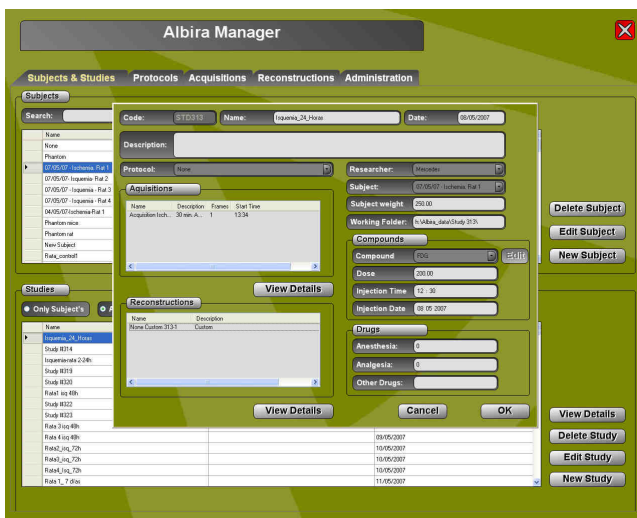 Albira Manager
Subjects & Studies Protocols Acquisitions Reconstructions Administration
Subjects
Search:
Name
None
Phantom
07/05/07 - Ischemia. Rat 1
07/05/07 - Isquemia- Rat 2
07/05/07 - Isquemia - Rat 3
07/05/07 - Isquemia - Rat 4
04/05/07-Ischemia-Rat 1
Phantom mice
Phantom rat
New Subject
Rata_control1
Delete Subject
Edit Subject
New Subject
Code: STD313 Name: Isquemia_24_Horas Date: 08/05/2007
Description:
Protocol: None
Researcher: Mercedes
Subject: 07/05/07 - Ischemia. Rat 1
Subject weight 250.00
Working Folder: h:\Albira_data\Study 313\
Aquisitions
Name Description Frames Start Time
Acquisition Isch... 30 min. A... 1 13:34
View Details
Compounds
Compound FDG Edit
Dose 200.00
Injection Time 12 : 30
Injection Date 08 05 2007
Reconstructions
Name Description
None Custom 313-1 Custom
View Details
Drugs
Anesthesia: 0
Analgesia: 0
Other Drugs:
Cancel OK
Studies
Only Subject's A
Name
Isquemia_24_Horas
Study #314
Isquemia-rata 2-24h
Study #319
Study #320
Rata1 isq 48h
Study #322
Study #323
Rata 3 isq 48h
Rata 4 isq 48h 09/05/2007
Rata2_isq_72h 10/05/2007
Rata3_isq_72h 10/05/2007
Rata4_Isq_72h 10/05/2007
Rata 1_ 7 días 11/05/2007
View Details
Delete Study
Edit Study
New Study